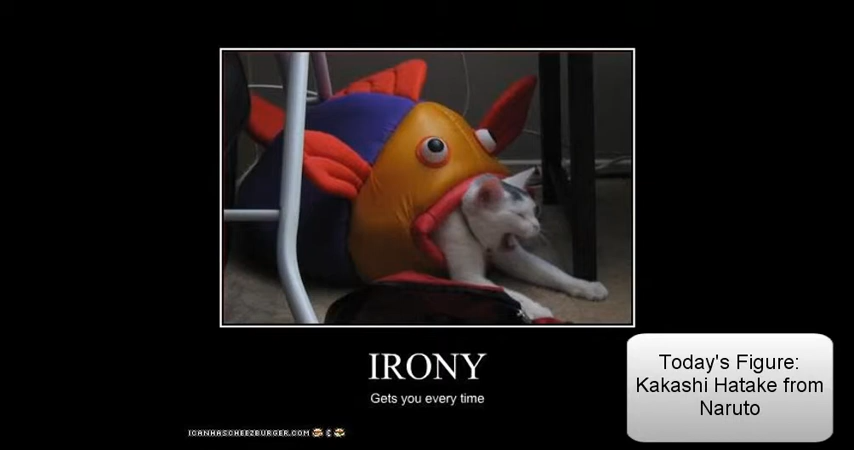 IRONY
Gets you every time
Today's Figure:
Kakashi Hatake from
Naruto
ICANHASCHEEZBURGER.COM